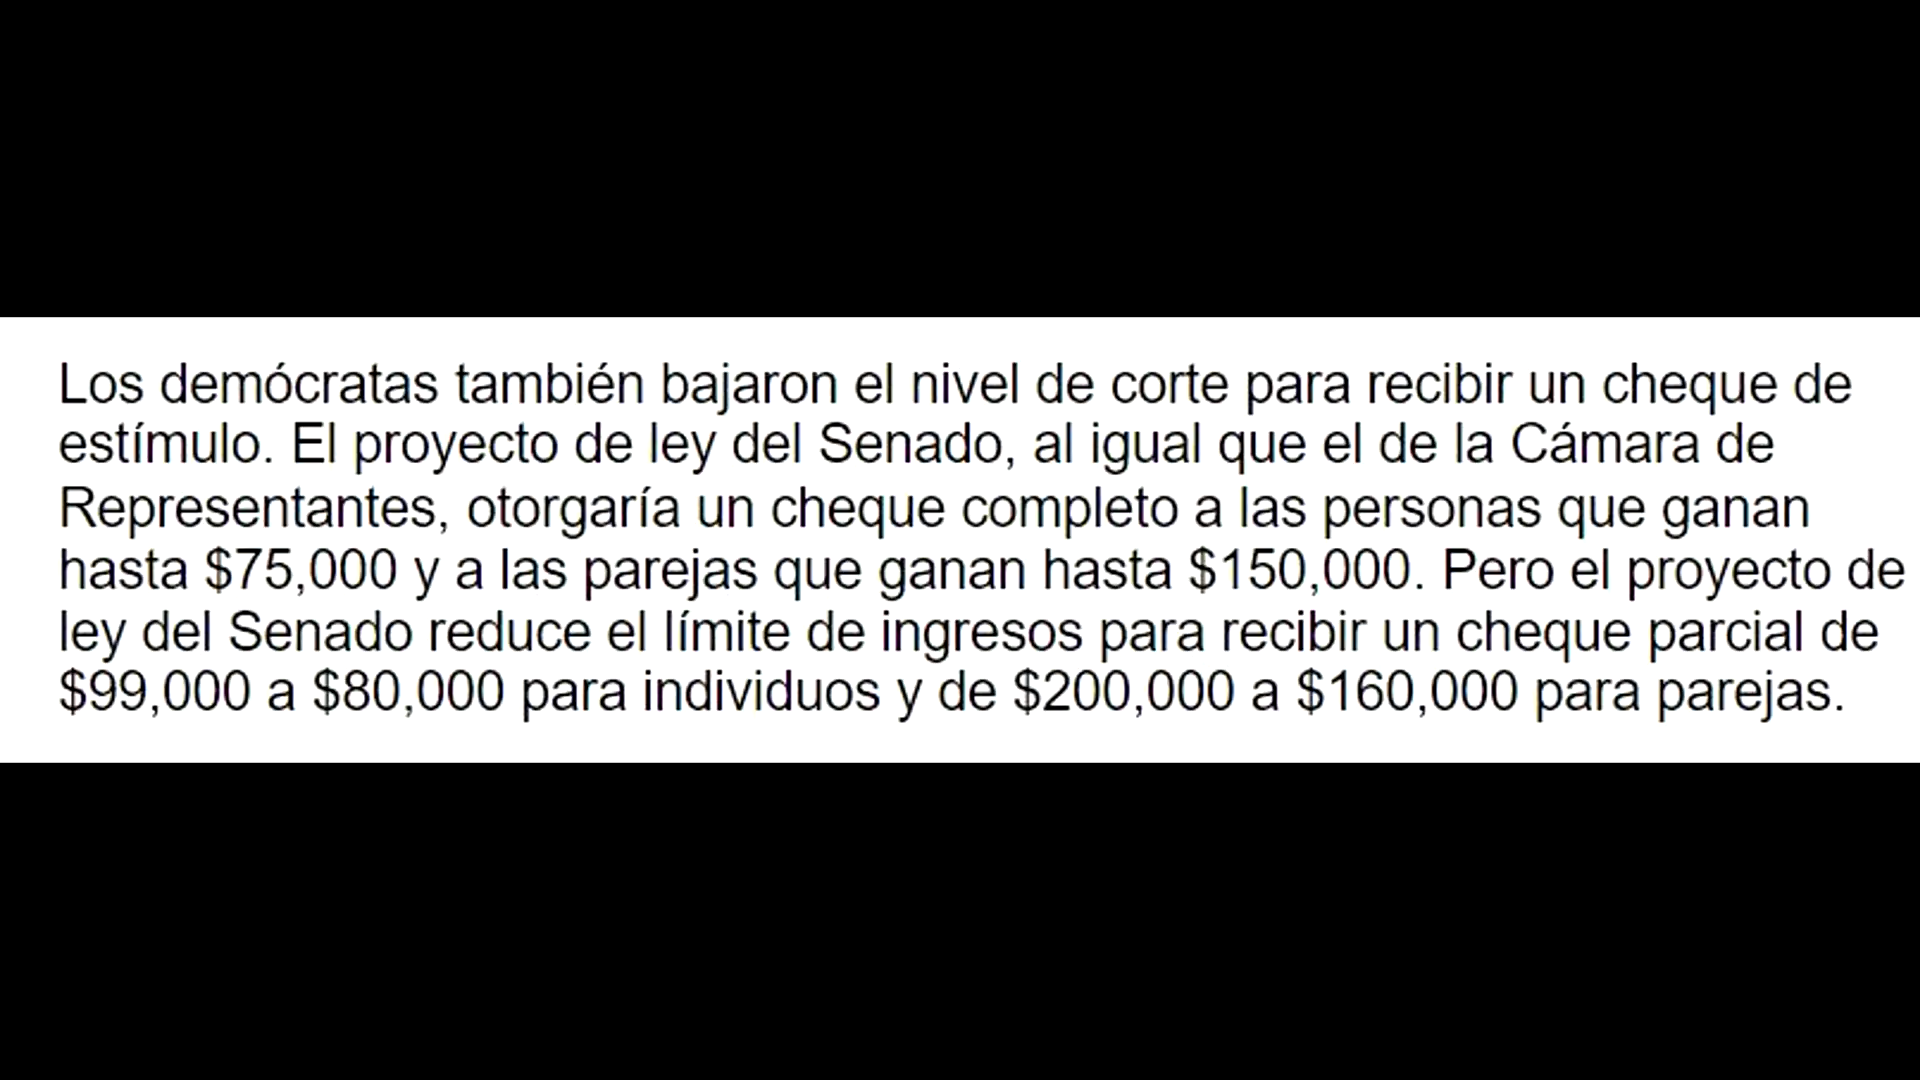 Los demócratas también bajaron el nivel de corte para recibir un cheque de
estímulo. El proyecto de ley del Senado, al igual que el de la Cámara de
Representantes, otorgaría un cheque completo a las personas que ganan
hasta $75,000 y a las parejas que ganan hasta $150,000. Pero el proyecto de
ley del Senado reduce el límite de ingresos para recibir un cheque parcial de
$99,000 a $80,000 para individuos y de $200,000 a $160,000 para parejas.